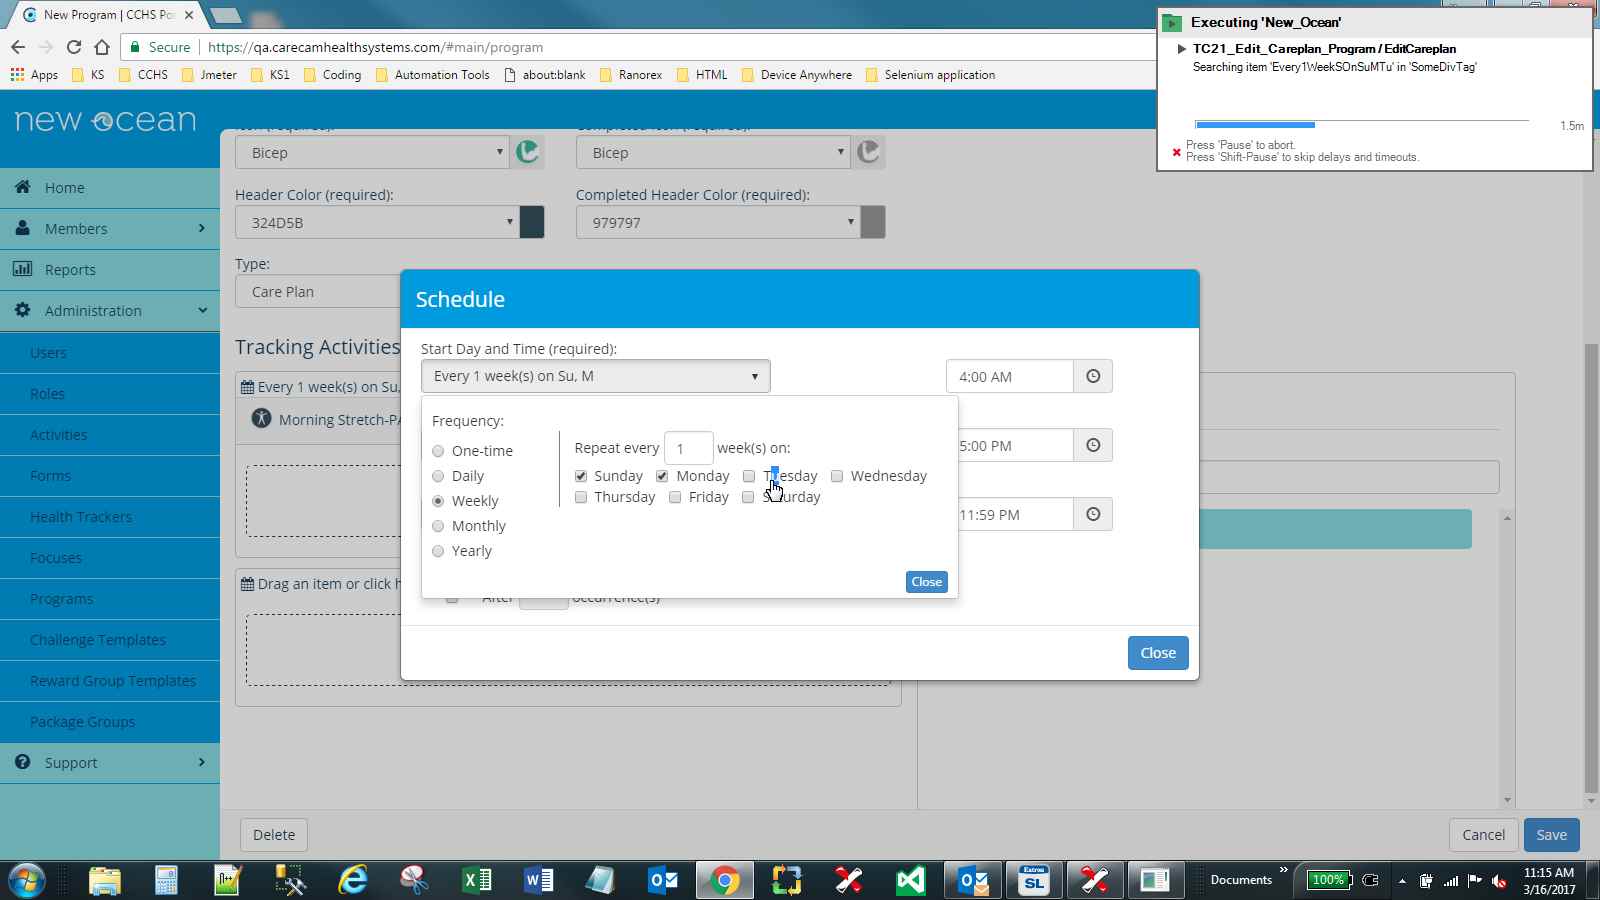 New Program | CCHS Po
Executing 'New_Ocean'
TC21_Edit_Careplan_Program / EditCareplan
Searching item 'Every1WeekSOnSuMTu' in 'SomeDivTag'
1.5m
Press 'Pause' to abort.
Press 'Shift-Pause' to skip delays and timeouts.
Secure
https://qa.carecamhealthsystems.com/#main/program
Apps
KS
CCHS
Jmeter
KS1
Coding
Automation Tools
about:blank
Ranorex
HTML
Device Anywhere
Selenium application
new ocean
Home
Members
Reports
Administration
Users
Roles
Activities
Forms
Health Trackers
Focuses
Programs
Challenge Templates
Reward Group Templates
Package Groups
Support
Bicep
Bicep
Header Color (required):
Completed Header Color (required):
324D5B
979797
Type:
Care Plan
Tracking Activities
Every 1 week(s) on Su,
Morning Stretch-PA
Drag an item or click h
Schedule
Start Day and Time (required):
Every 1 week(s) on Su, M
4:00 AM
5:00 PM
11:59 PM
Frequency:
One-time
Daily
Weekly
Monthly
Yearly
Repeat every 1 week(s) on:
Sunday Monday Tuesday Wednesday
Thursday Friday Saturday
Close
After occurrence(s)
Close
Delete
Cancel
Save
Documents
100%
11:15 AM
3/16/2017